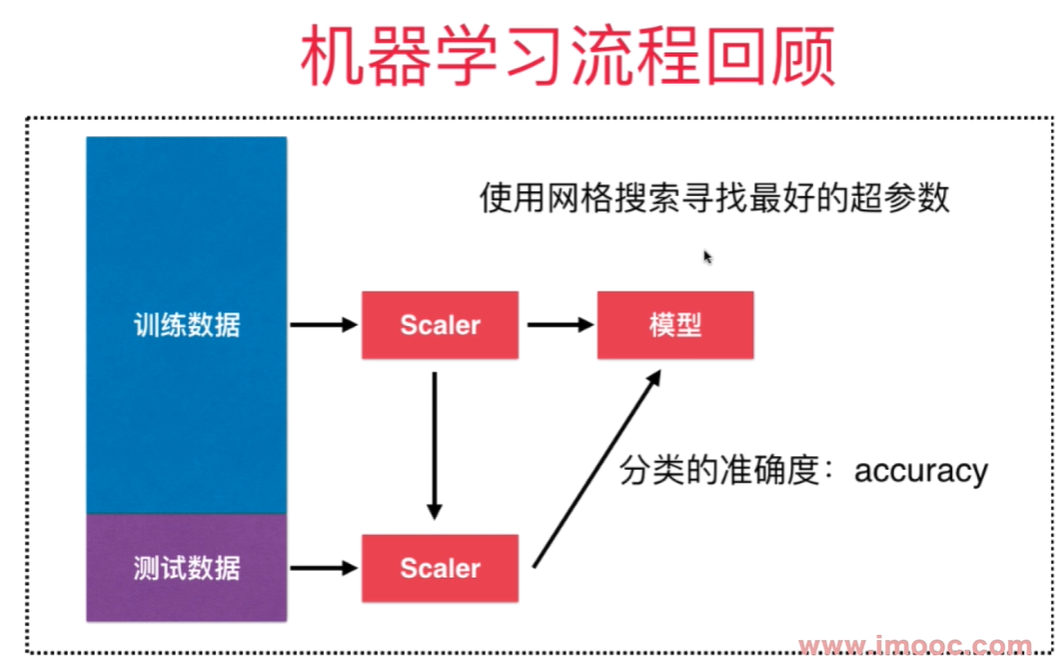 机器学习流程回顾
使用网格搜索寻找最好的超参数
训练数据
Scaler
模型
分类的准确度：accuracy
测试数据
Scaler
www.imooc.com